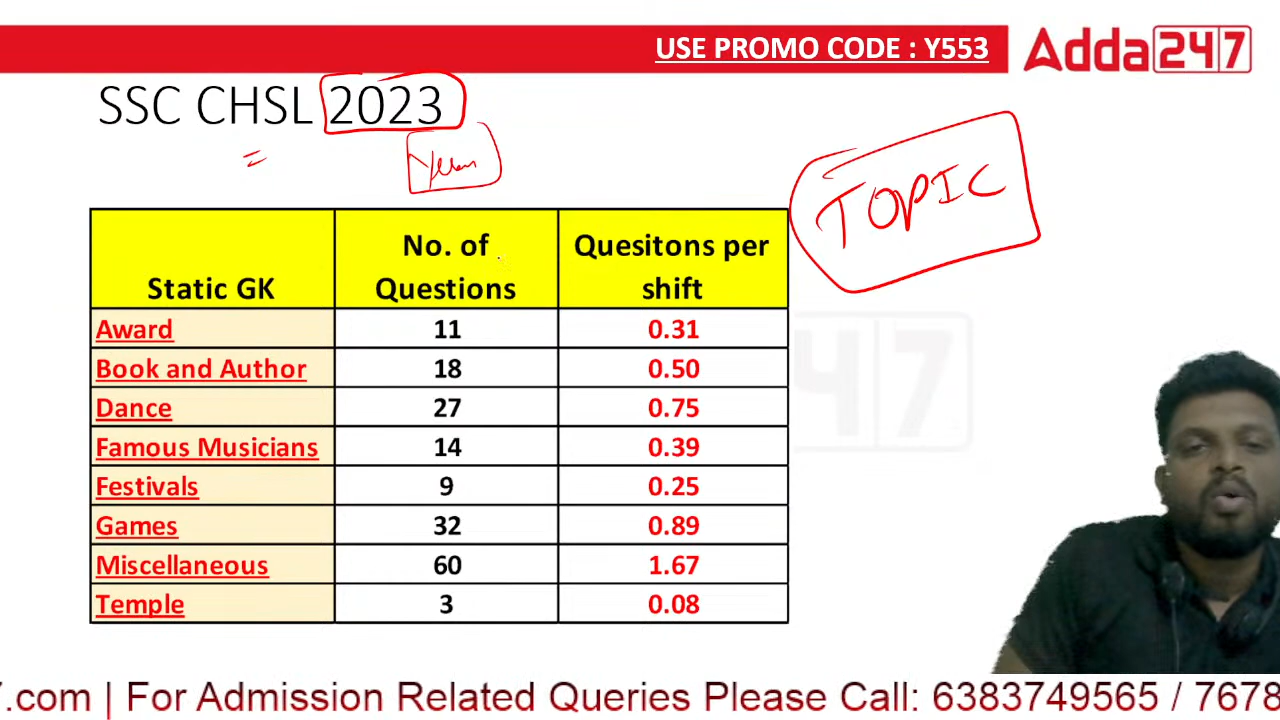 USE PROMO CODE : Y553
Adda247
SSC CHSL 2023
Year
TOPIC
Static GK No. of Questions Quesitons per shift
Award 11 0.31
Book and Author 18 0.50
Dance 27 0.75
Famous Musicians 14 0.39
Festivals 9 0.25
Games 32 0.89
Miscellaneous 60 1.67
Temple 3 0.08
47
7.com | For Admission Related Queries Please Call: 6383749565 / 7678